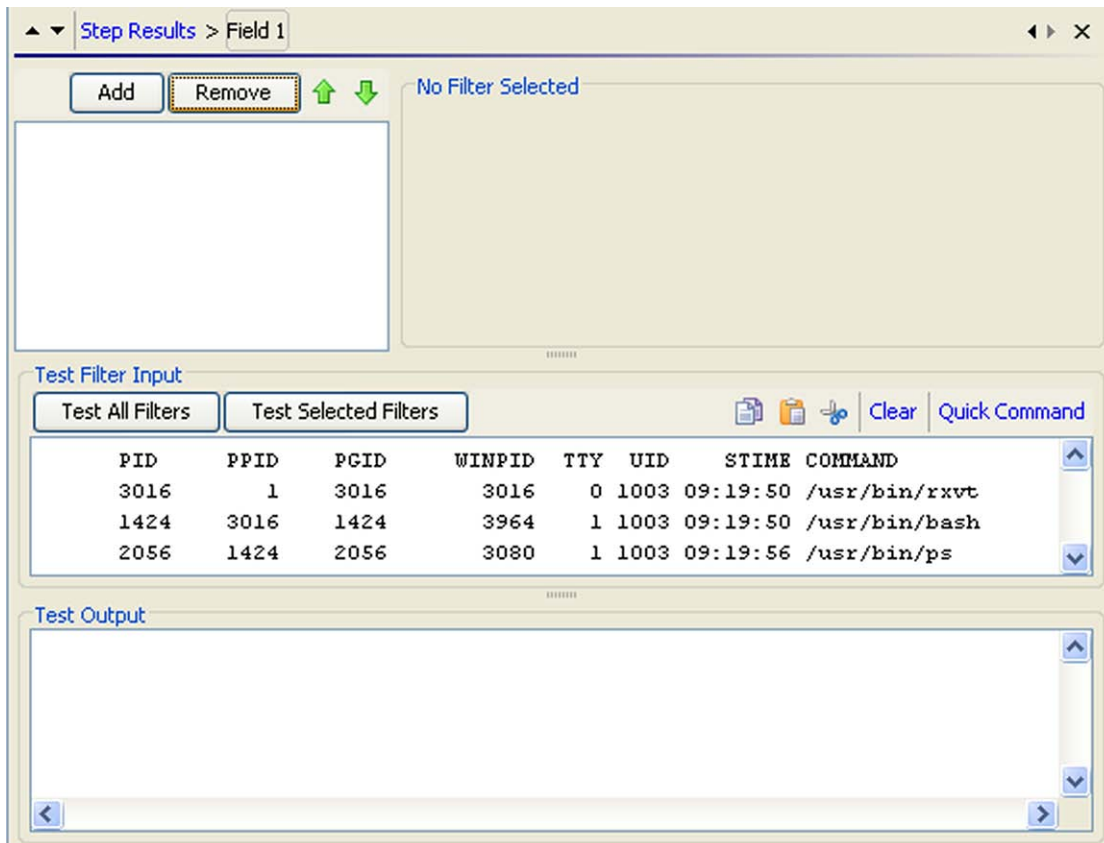 Step Results > Field 1
Add Remove
No Filter Selected
Test Filter Input
Test All Filters Test Selected Filters Clear Quick Command
PID PPID PGID WINPID TTY UID STIME COMMAND
3016 1 3016 3016 0 1003 09:19:50 /usr/bin/rxvt
1424 3016 1424 3964 1 1003 09:19:50 /usr/bin/bash
2056 1424 2056 3080 1 1003 09:19:56 /usr/bin/ps
Test Output